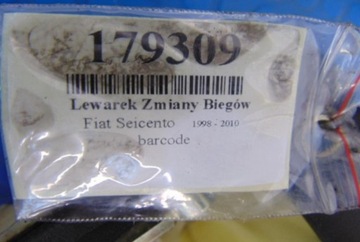 179309
Lewarek Zmiany Biegów
Fiat Seicento 1998 - 2010
barcode